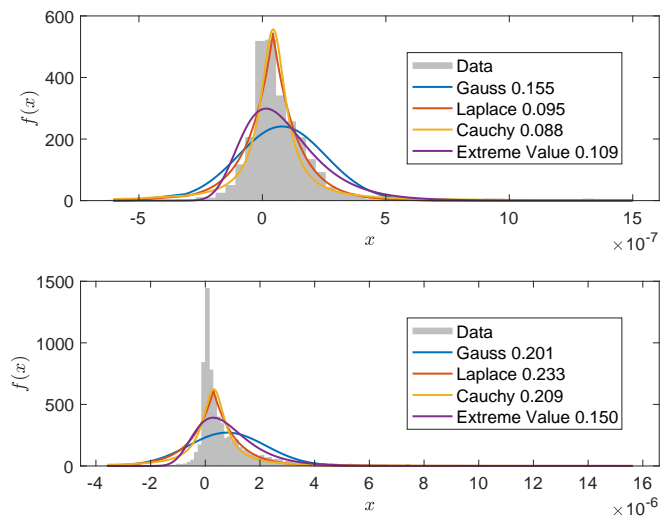 600
400
200
0
f(x)
Data
Gauss 0.155
Laplace 0.095
Cauchy 0.088
Extreme Value 0.109
-5 0 5 10 15
x
×10⁻⁷
1500
1000
500
0
f(x)
Data
Gauss 0.201
Laplace 0.233
Cauchy 0.209
Extreme Value 0.150
-4 -2 0 2 4 6 8 10 12 14 16
x
×10⁻⁶